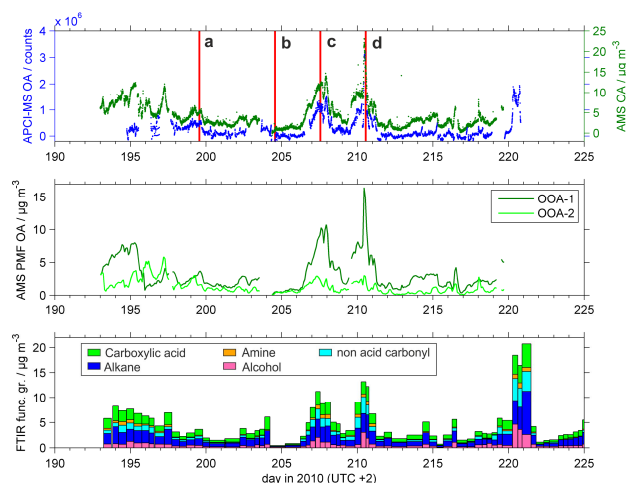 × 10⁶
4
3
2
1
0
APCI-MS OA / counts
a
b
c
d
25
20
15
10
5
0
AMS CA / μg m⁻³
190 195 200 205 210 215 220 225
15
10
5
0
AMS PMF OA / μg m⁻³
OOA-1
OOA-2
190 195 200 205 210 215 220 225
20
15
10
5
0
FTIR func. gr. / μg m⁻³
Carboxylic acid Amine non acid carbonyl
Alkane Alcohol
190 195 200 205 210 215 220 225
day in 2010 (UTC +2)